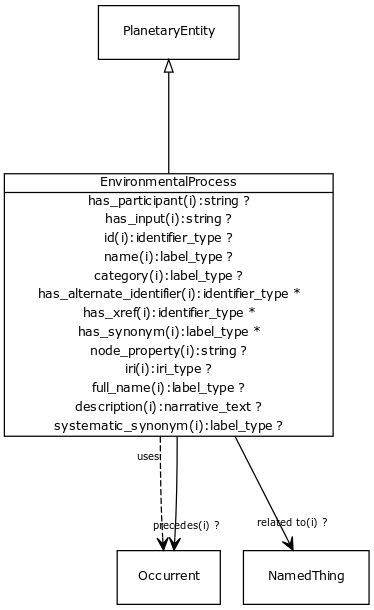 PlanetaryEntity
EnvironmentalProcess
has_participant(i):string ?
has_input(i):string ?
id(i):identifier_type ?
name(i):label_type ?
category(i):label_type ?
has_alternate_identifier(i):identifier_type *
has_xref(i):identifier_type *
has_synonym(i):label_type *
node_property(i):string ?
iri(i):iri_type ?
full_name(i):label_type ?
description(i):narrative_text ?
systematic_synonym(i):label_type ?
uses
precedes(i) ?
related to(i) ?
Occurrent
NamedThing